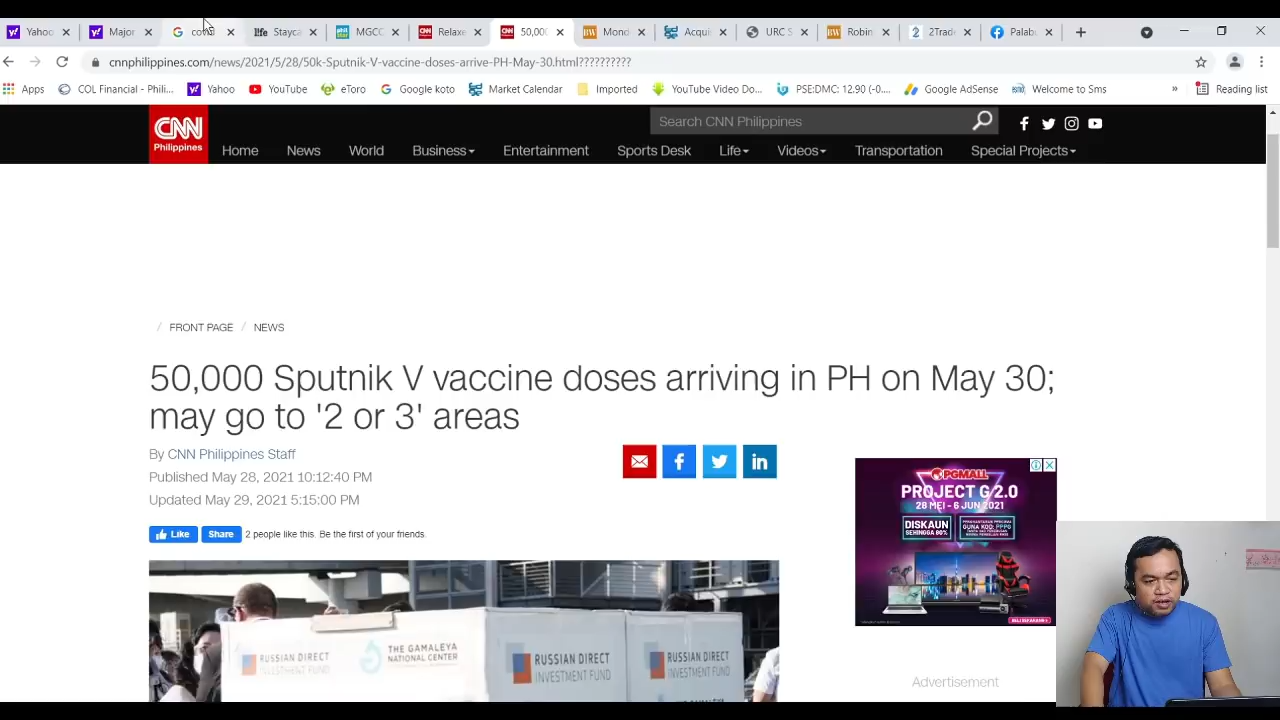 Yahoo
Major
cov
Stayca
MGCC
Relaxe
50,00
Mond
Acqui
URC S
Robin
2Trad
Palab
cnnphilippines.com/news/2021/5/28/50k-Sputnik-V-vaccine-doses-arrive-PH-May-30.html??????????
Apps COL Financial - Phili... Yahoo YouTube eToro Google koto Market Calendar Imported YouTube Video Do... PSE:DMC: 12.90 (-0.... Google AdSense Welcome to Sms » Reading list
CNN
Philippines
Search CNN Philippines
Home News World Business Entertainment Sports Desk Life Videos Transportation Special Projects
/ FRONT PAGE / NEWS
50,000 Sputnik V vaccine doses arriving in PH on May 30;
may go to '2 or 3' areas
By CNN Philippines Staff
Published May 28, 2021 10:12:40 PM
Updated May 29, 2021 5:15:00 PM
Like Share 2 people like this. Be the first of your friends.
PGMALL
PROJECT G 2.0
28 MEI - 6 JUN 2021
DISKAUN
SEHINGGA 80%
RUSSIAN DIRECT
INVESTMENT FUND
THE GAMALEYA
NATIONAL CENTER
RUSSIAN DIRECT
INVESTMENT FUND
RUSSIAN DIRECT
INVESTMENT FUND
Advertisement